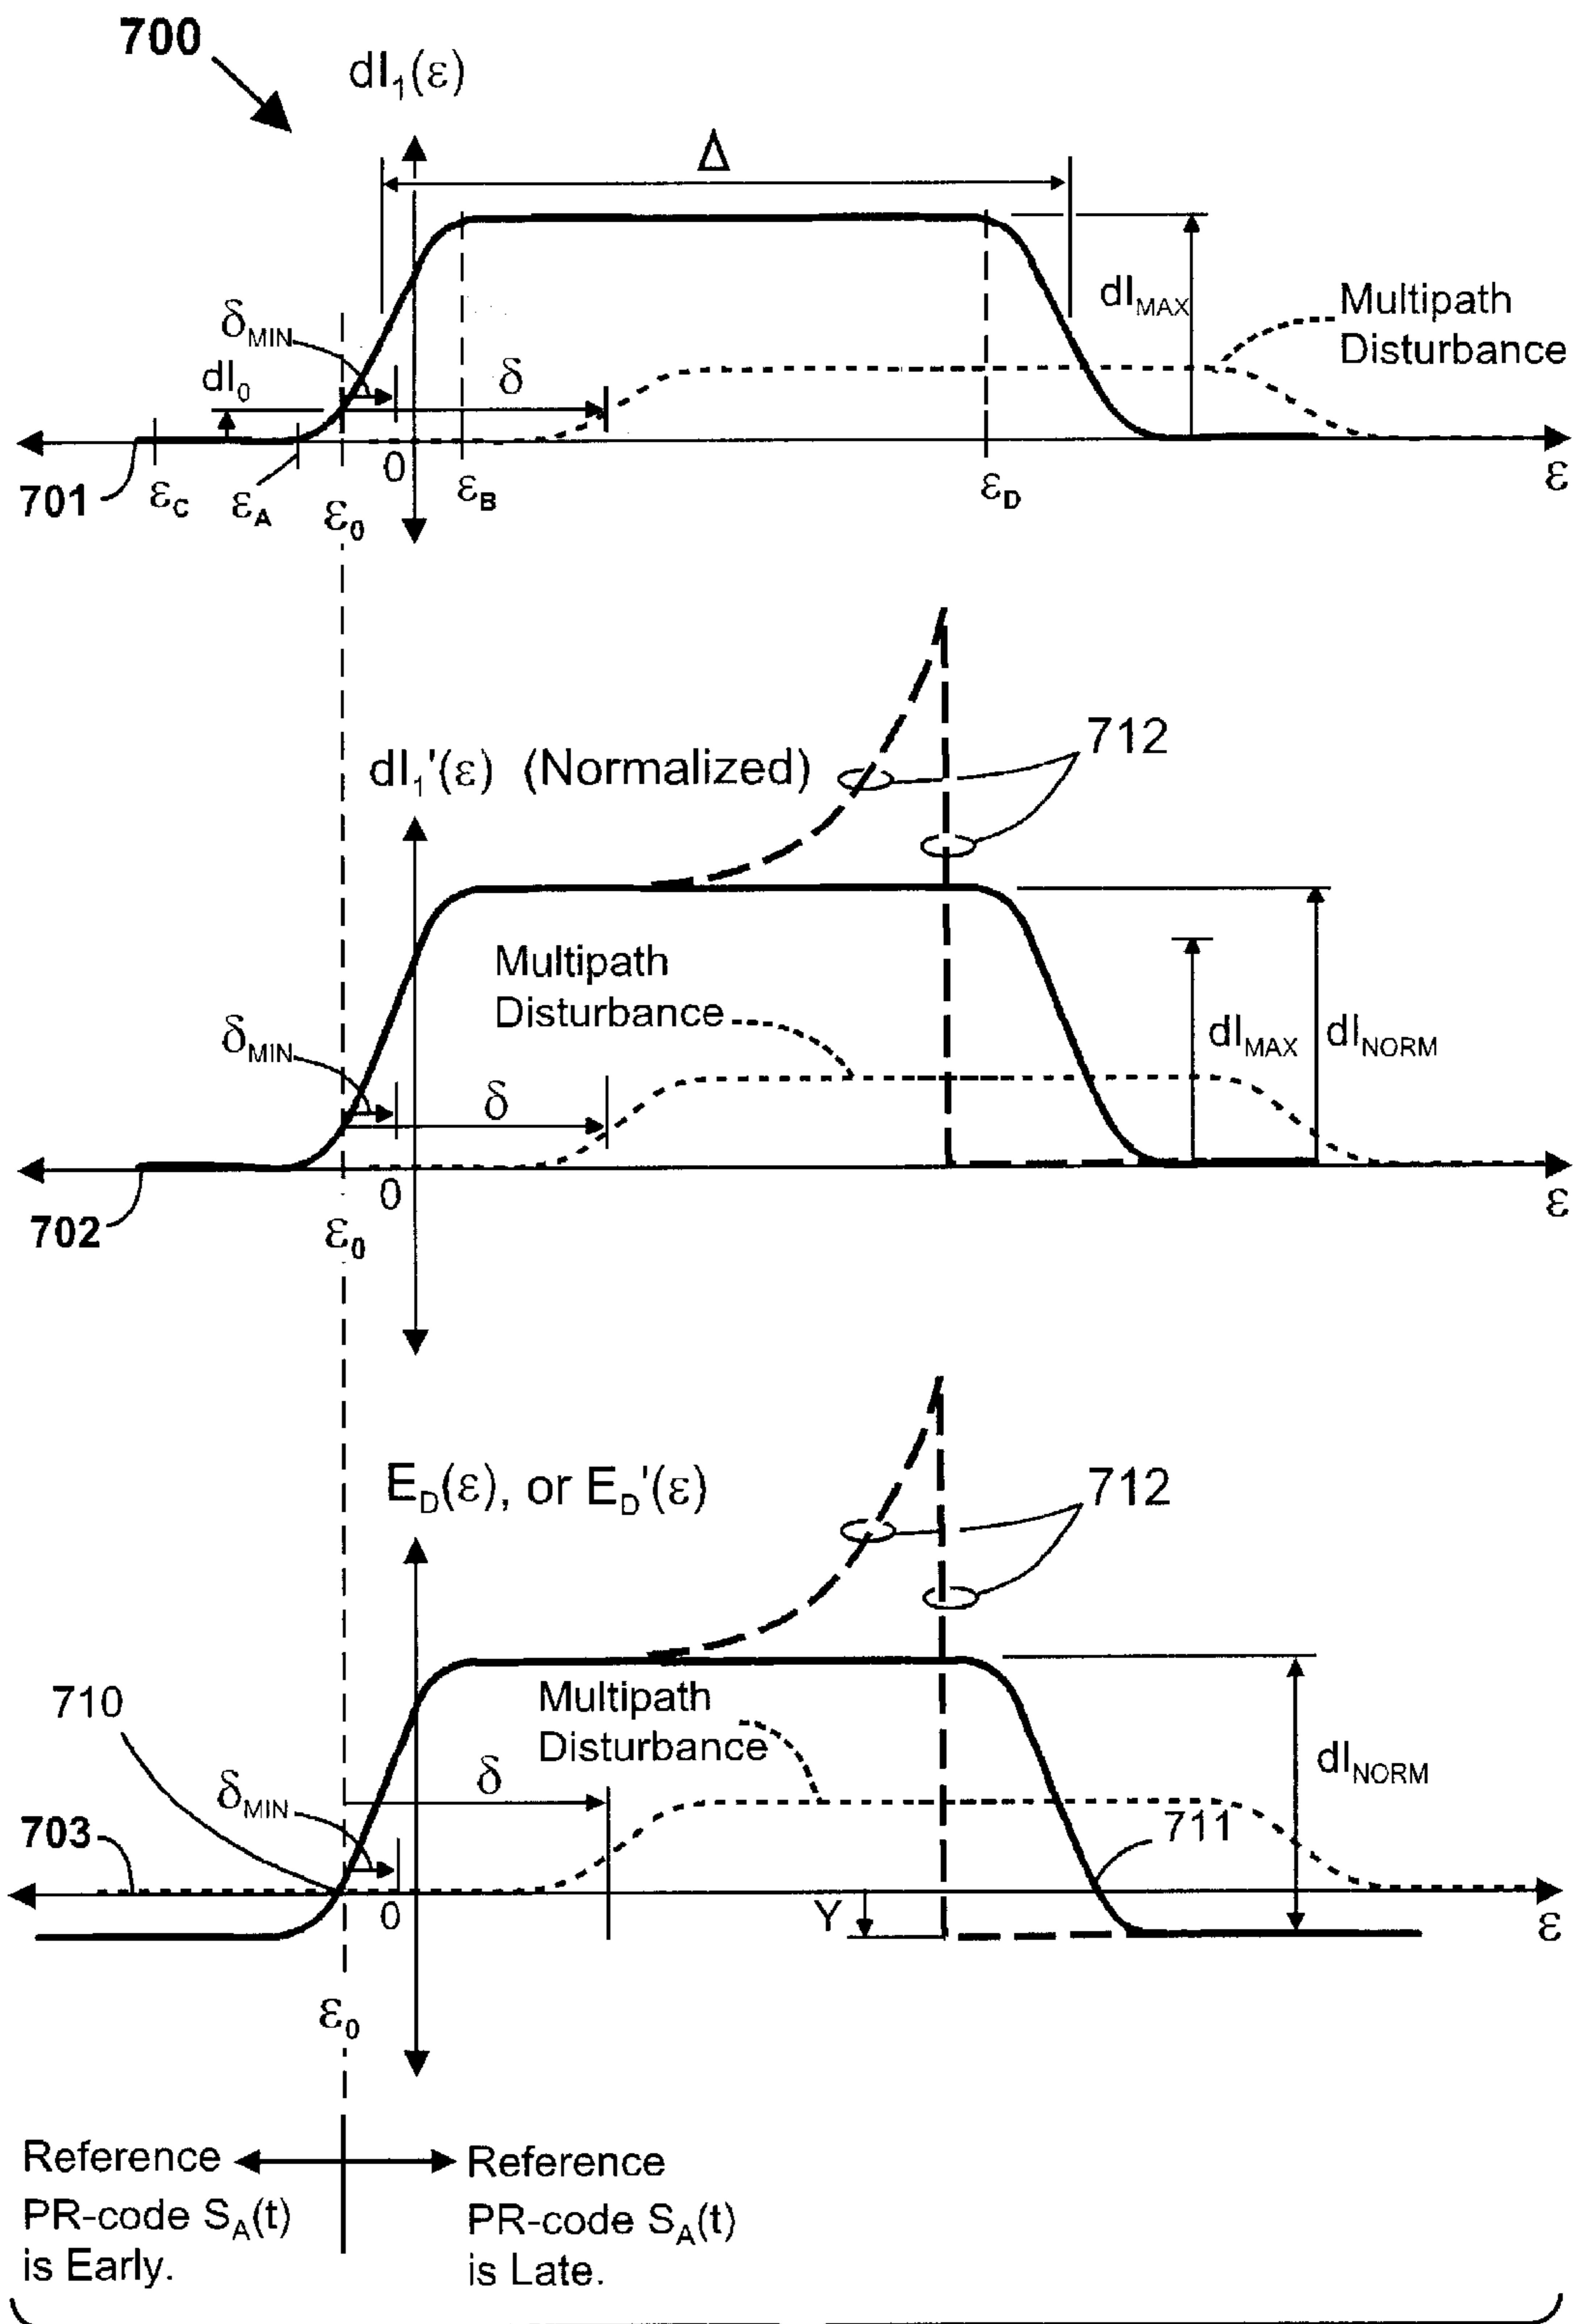 700
dI₁(ε)
Δ
δMIN
dI₀
δ
dIMAX
Multipath
Disturbance
701
εC
εA
ε₀
0
εB
εD
ε
dI₁'(ε) (Normalized)
712
Multipath
Disturbance
δMIN
δ
dIMAX
dINORM
702
0
ε₀
ε
ED(ε), or ED'(ε)
712
710
Multipath
Disturbance
δMIN
δ
dINORM
703
711
0
Y
ε
ε₀
Reference
PR-code SA(t)
is Early.
Reference
PR-code SA(t)
is Late.